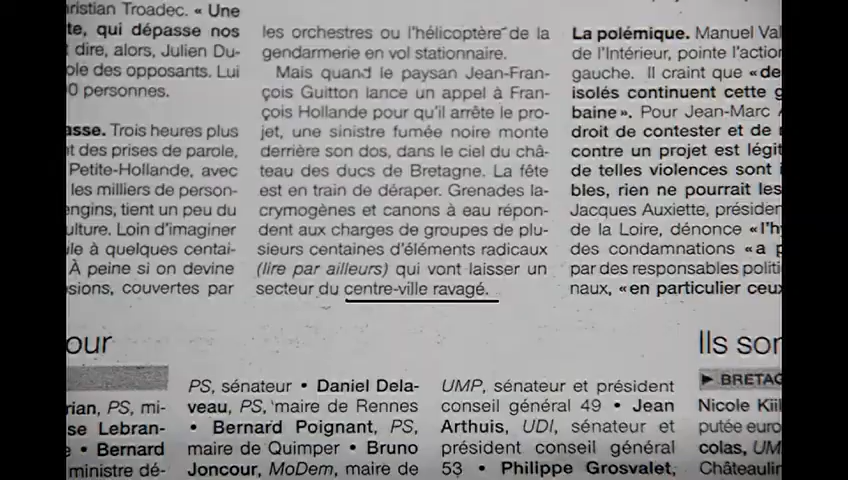 ristian Troadec. « Une
te, qui dépasse nos
dire, alors, Julien Du-
ole des opposants. Lui
0 personnes.
asse. Trois heures plus
t des prises de parole,
Petite-Hollande, avec
les milliers de person-
engins, tient un peu du
ulture. Loin d'imaginer
ule à quelques centai-
À peine si on devine
sions, couvertes par
les orchestres ou l'hélicoptère de la
gendarmerie en vol stationnaire.
Mais quand le paysan Jean-Fran-
çois Guitton lance un appel à Fran-
çois Hollande pour qu'il arrête le pro-
jet, une sinistre fumée noire monte
derrière son dos, dans le ciel du châ-
teau des ducs de Bretagne. La fête
est en train de déraper. Grenades la-
crymogènes et canons à eau répon-
dent aux charges de groupes de plu-
sieurs centaines d'éléments radicaux
(lire par ailleurs) qui vont laisser un
secteur du centre-ville ravagé.
La polémique. Manuel Val
de l'Intérieur, pointe l'action
gauche. Il craint que « de
isolés continuent cette g
baine ». Pour Jean-Marc A
droit de contester et de m
contre un projet est légit
de telles violences sont i
bles, rien ne pourrait les
Jacques Auxiette, présiden
de la Loire, dénonce « l'h
des condamnations « a p
par des responsables politi
naux, « en particulier ceux
our
rian, PS, mi-
se Lebran-
• Bernard
ministre dé-
PS, sénateur • Daniel Dela-
veau, PS, maire de Rennes
• Bernard Poignant, PS,
maire de Quimper • Bruno
Joncour, MoDem, maire de
UMP, sénateur et président
conseil général 49 • Jean
Arthuis, UDI, sénateur et
président conseil général
53 • Philippe Grosvalet,
Ils son
► BRETAG
Nicole Kiil
putée euro
colas, UM
Châteaulin